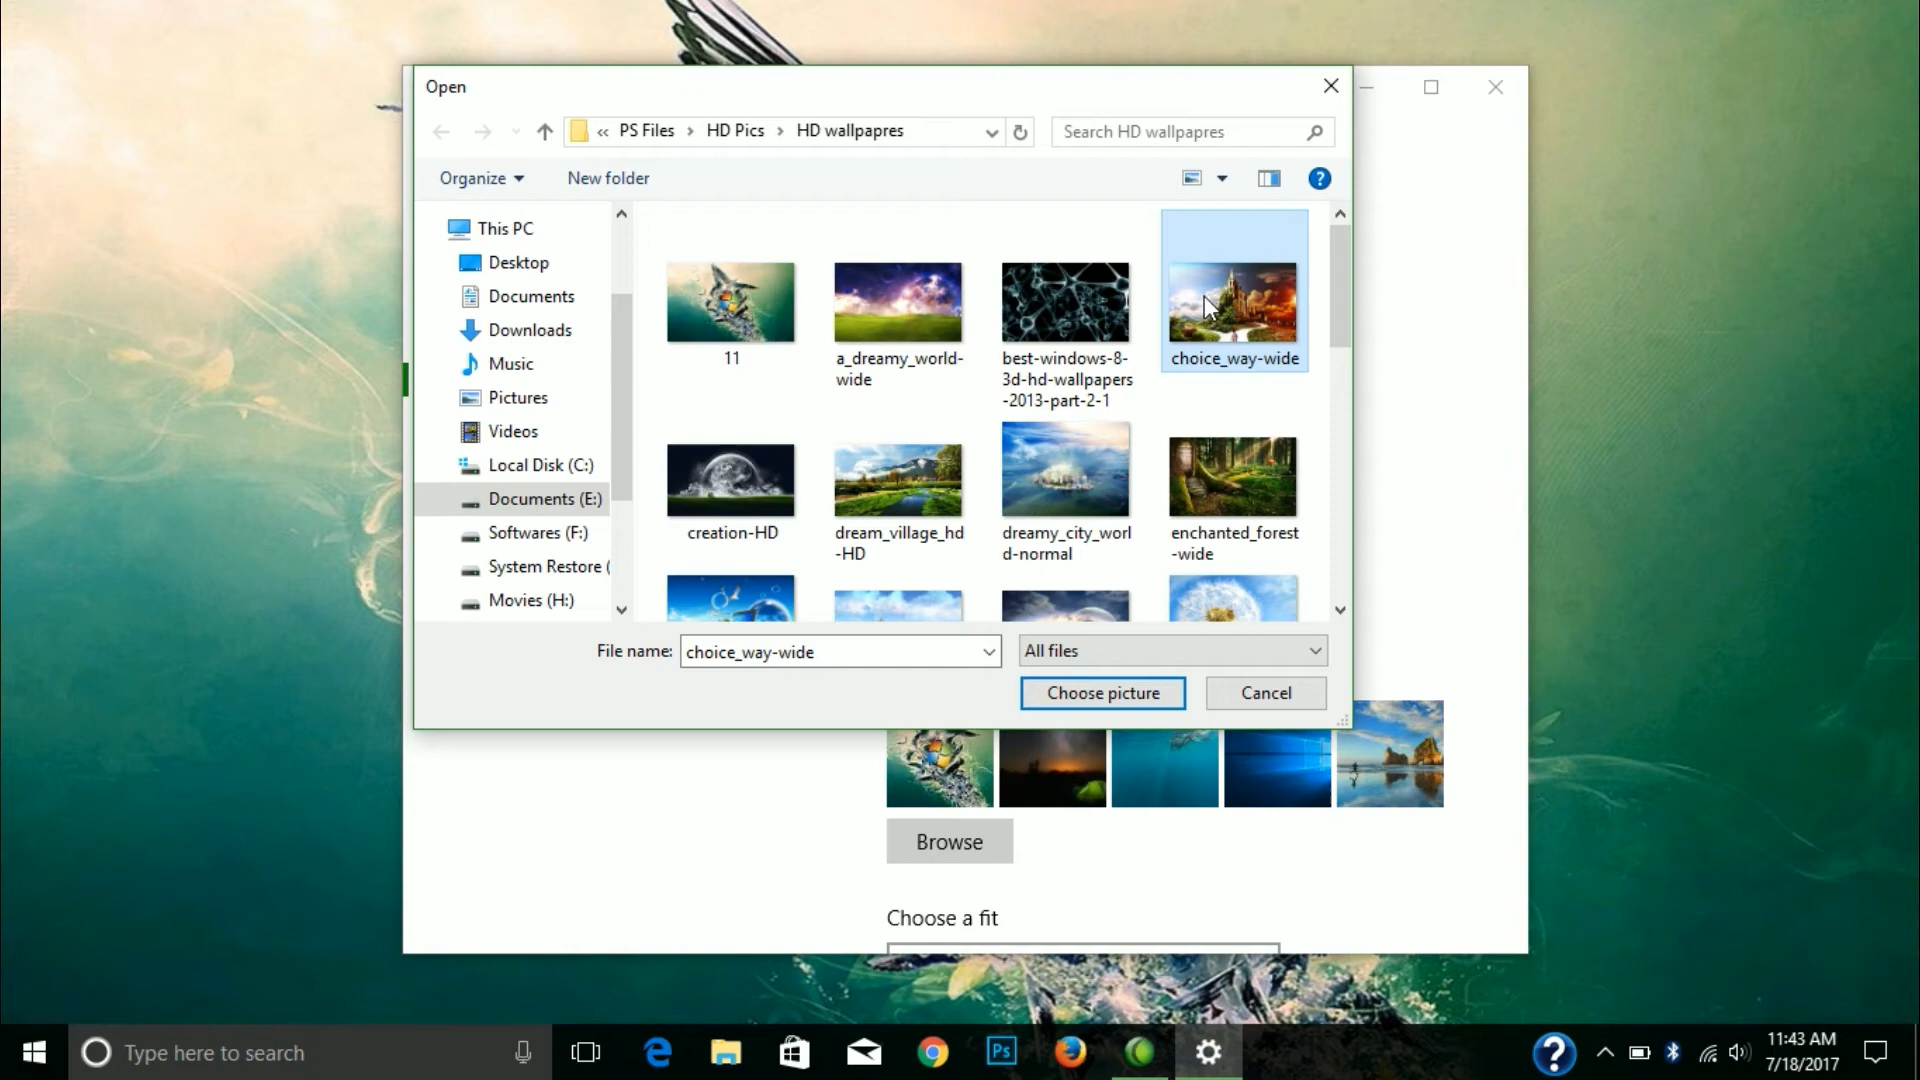 Open
« PS Files › HD Pics › HD wallpapres
Search HD wallpapres
Organize
New folder
?
This PC
Desktop
Documents
Downloads
Music
Pictures
Videos
Local Disk (C:)
Documents (E:)
Softwares (F:)
System Restore (
Movies (H:)
11
a_dreamy_world-
wide
best-windows-8-
3d-hd-wallpapers
-2013-part-2-1
choice_way-wide
creation-HD
dream_village_hd
-HD
dreamy_city_worl
d-normal
enchanted_forest
-wide
File name:
choice_way-wide
All files
Choose picture
Cancel
Browse
Choose a fit
Type here to search
Ps
?
11:43 AM
7/18/2017